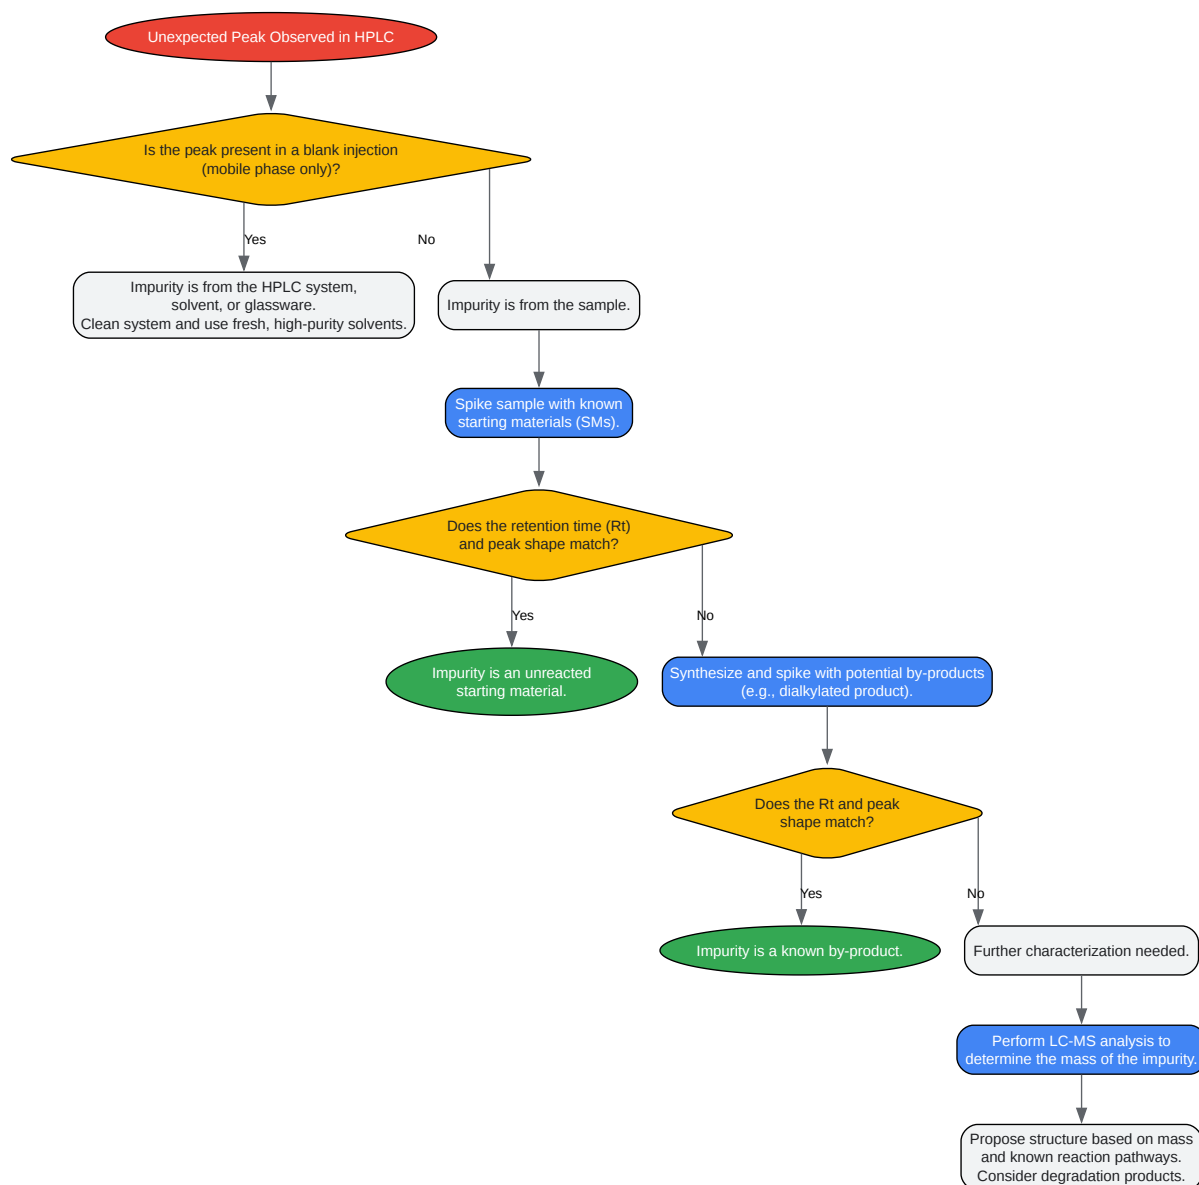 Unexpected Peak Observed in HPLC
Is the peak present in a blank injection
(mobile phase only)?
Yes
No
Impurity is from the HPLC system,
solvent, or glassware.
Clean system and use fresh, high-purity solvents.
Impurity is from the sample.
Spike sample with known
starting materials (SMs).
Does the retention time (Rt)
and peak shape match?
Yes
No
Impurity is an unreacted
starting material.
Synthesize and spike with potential by-products
(e.g., dialkylated product).
Does the Rt and peak
shape match?
Yes
No
Impurity is a known by-product.
Further characterization needed.
Perform LC-MS analysis to
determine the mass of the impurity.
Propose structure based on mass
and known reaction pathways.
Consider degradation products.